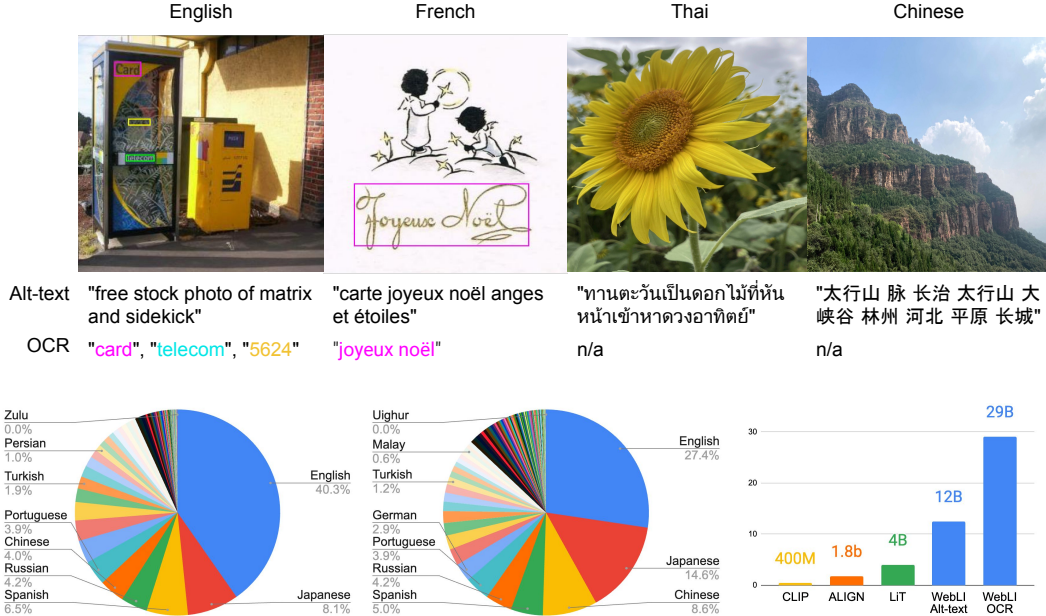 English
French
Thai
Chinese
Card
Joyeux Noël
Alt-text
"free stock photo of matrix
and sidekick"
"carte joyeux noël anges
et étoiles"
"ทานตะวันเป็นดอกไม้ที่หัน
หน้าเข้าหาดวงอาทิตย์"
"太行山 脉 长治 太行山 大
峡谷 林州 河北 平原 长城"
OCR
"card", "telecom", "5624"
"joyeux noël"
n/a
n/a
Zulu
0.0%
Persian
1.0%
Turkish
1.9%
Portuguese
3.9%
Chinese
4.0%
Russian
4.2%
Spanish
6.5%
English
40.3%
Japanese
8.1%
Uighur
0.0%
Malay
0.6%
Turkish
1.2%
German
2.9%
Portuguese
3.9%
Russian
4.2%
Spanish
5.0%
English
27.4%
Japanese
14.6%
Chinese
8.6%
30
20
10
0
400M
1.8b
4B
12B
29B
CLIP
ALIGN
LiT
WebLI
Alt-text
WebLI
OCR